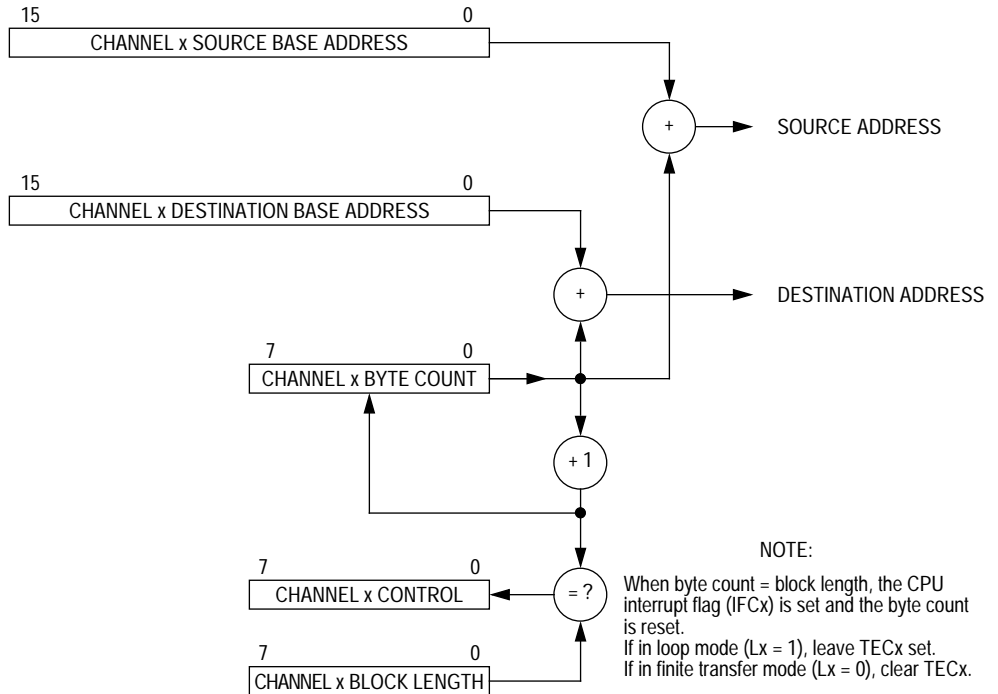 15 0
CHANNEL x SOURCE BASE ADDRESS
+
SOURCE ADDRESS
15 0
CHANNEL x DESTINATION BASE ADDRESS
+
DESTINATION ADDRESS
7 0
CHANNEL x BYTE COUNT
+ 1
7 0
CHANNEL x CONTROL
= ?
7 0
CHANNEL x BLOCK LENGTH
NOTE:
When byte count = block length, the CPU
interrupt flag (IFCx) is set and the byte count
is reset.
If in loop mode (Lx = 1), leave TECx set.
If in finite transfer mode (Lx = 0), clear TECx.